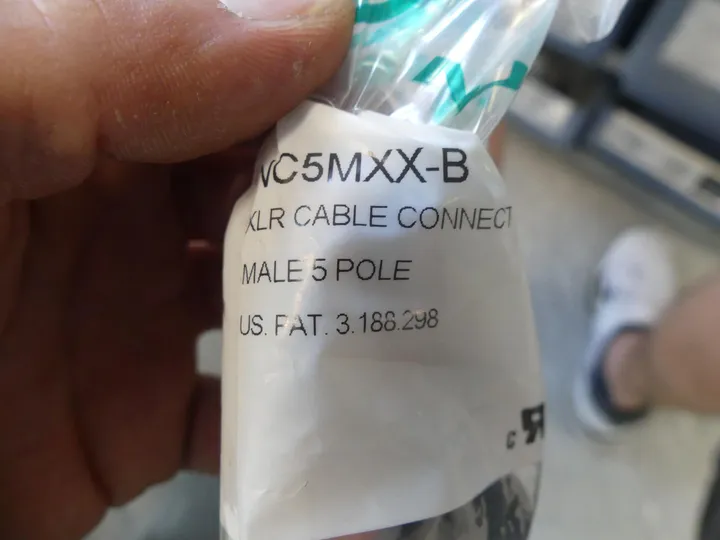 NC5MXX-B
XLR CABLE CONNECT
MALE 5 POLE
US. PAT. 3.188.298
c